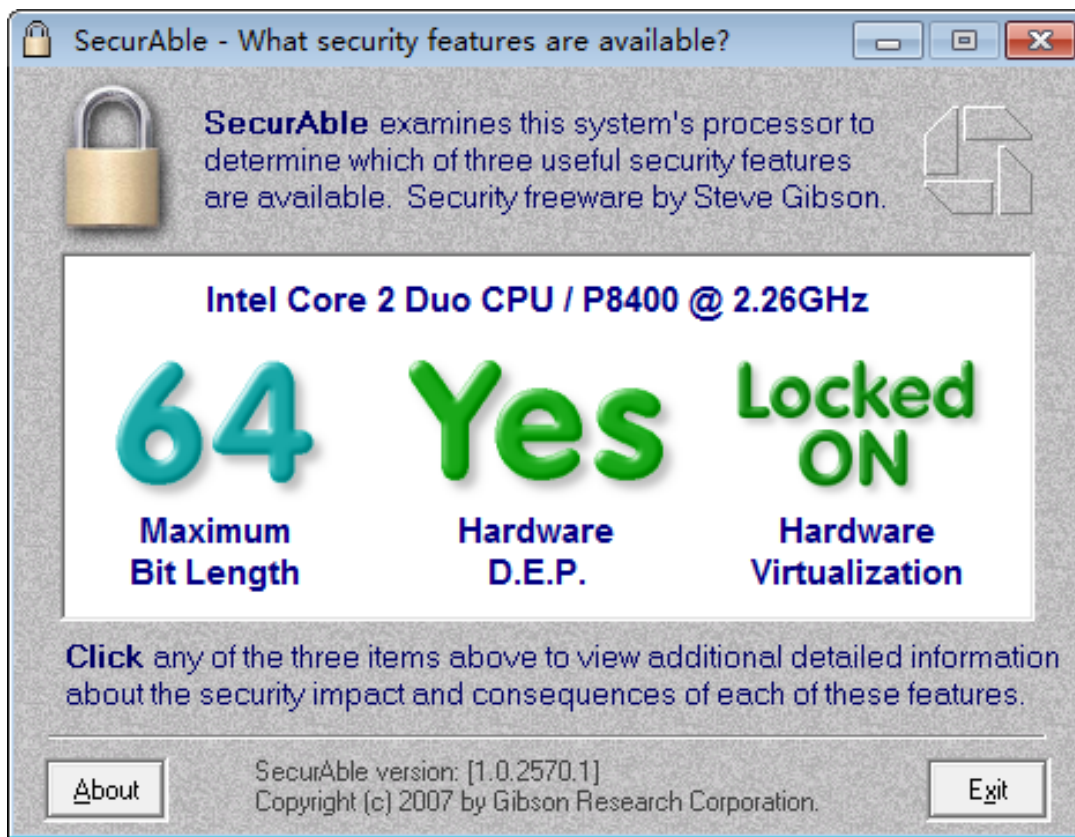 SecurAble - What security features are available?
SecurAble examines this system's processor to
determine which of three useful security features
are available.  Security freeware by Steve Gibson.
Intel Core 2 Duo CPU / P8400 @ 2.26GHz
64
Maximum
Bit Length
Yes
Hardware
D.E.P.
Locked
ON
Hardware
Virtualization
Click any of the three items above to view additional detailed information
about the security impact and consequences of each of these features.
About
SecurAble version: [1.0.2570.1]
Copyright (c) 2007 by Gibson Research Corporation.
Exit